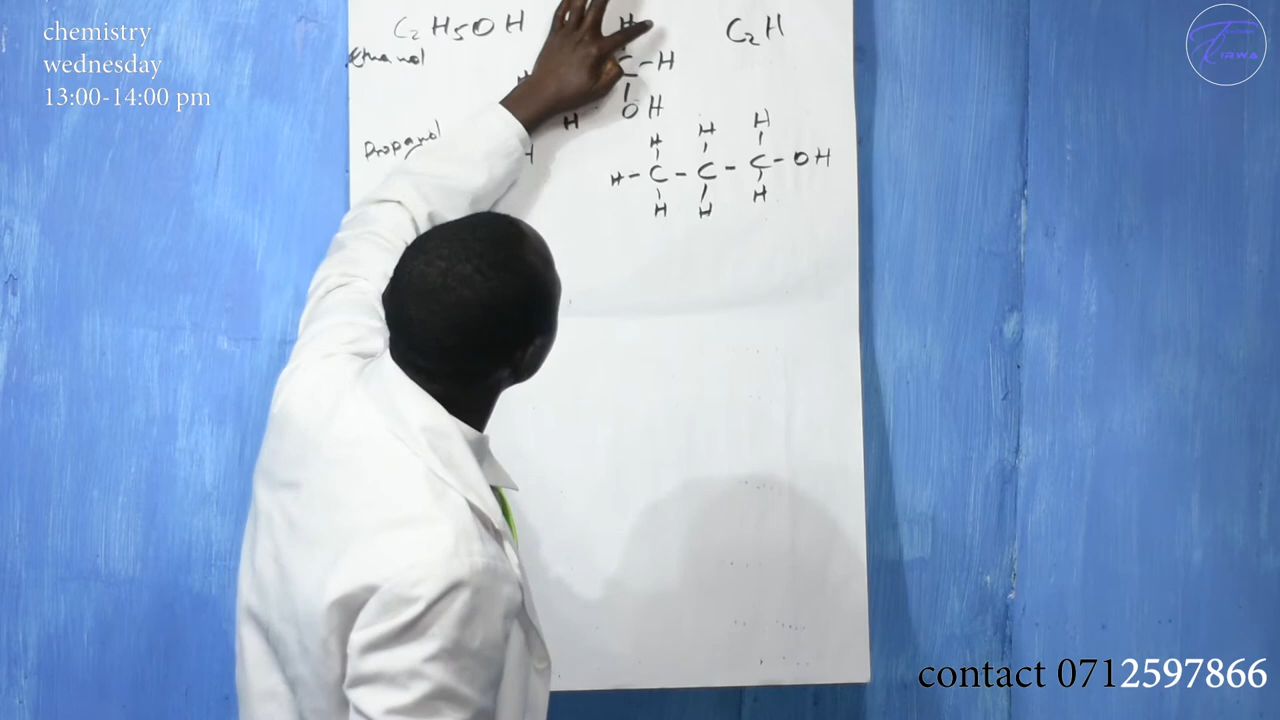 chemistry
wednesday
13:00-14:00 pm
C2H5OH
H
C2H
Ethanol
H
C-H
OH
H
Propanol
H
H
H
H
H-C-C-C-OH
H
H
H
contact 0712597866